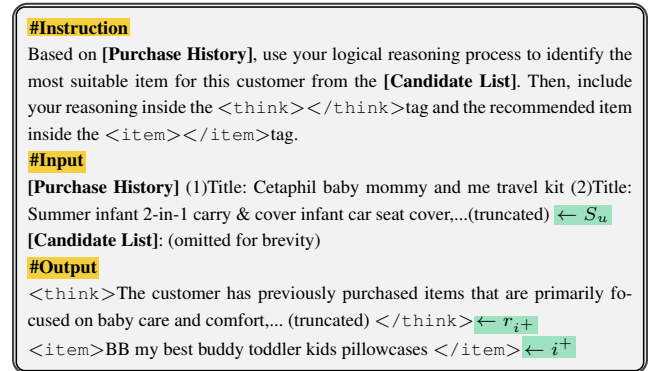 #Instruction
Based on [Purchase History], use your logical reasoning process to identify the
most suitable item for this customer from the [Candidate List]. Then, include
your reasoning inside the <think></think>tag and the recommended item
inside the <item></item>tag.
#Input
[Purchase History] (1)Title: Cetaphil baby mommy and me travel kit (2)Title:
Summer infant 2-in-1 carry & cover infant car seat cover,...(truncated) ← S_u
[Candidate List]: (omitted for brevity)
#Output
<think>The customer has previously purchased items that are primarily fo-
cused on baby care and comfort,... (truncated) </think>← r_{i+}
<item>BB my best buddy toddler kids pillowcases </item>← i^+